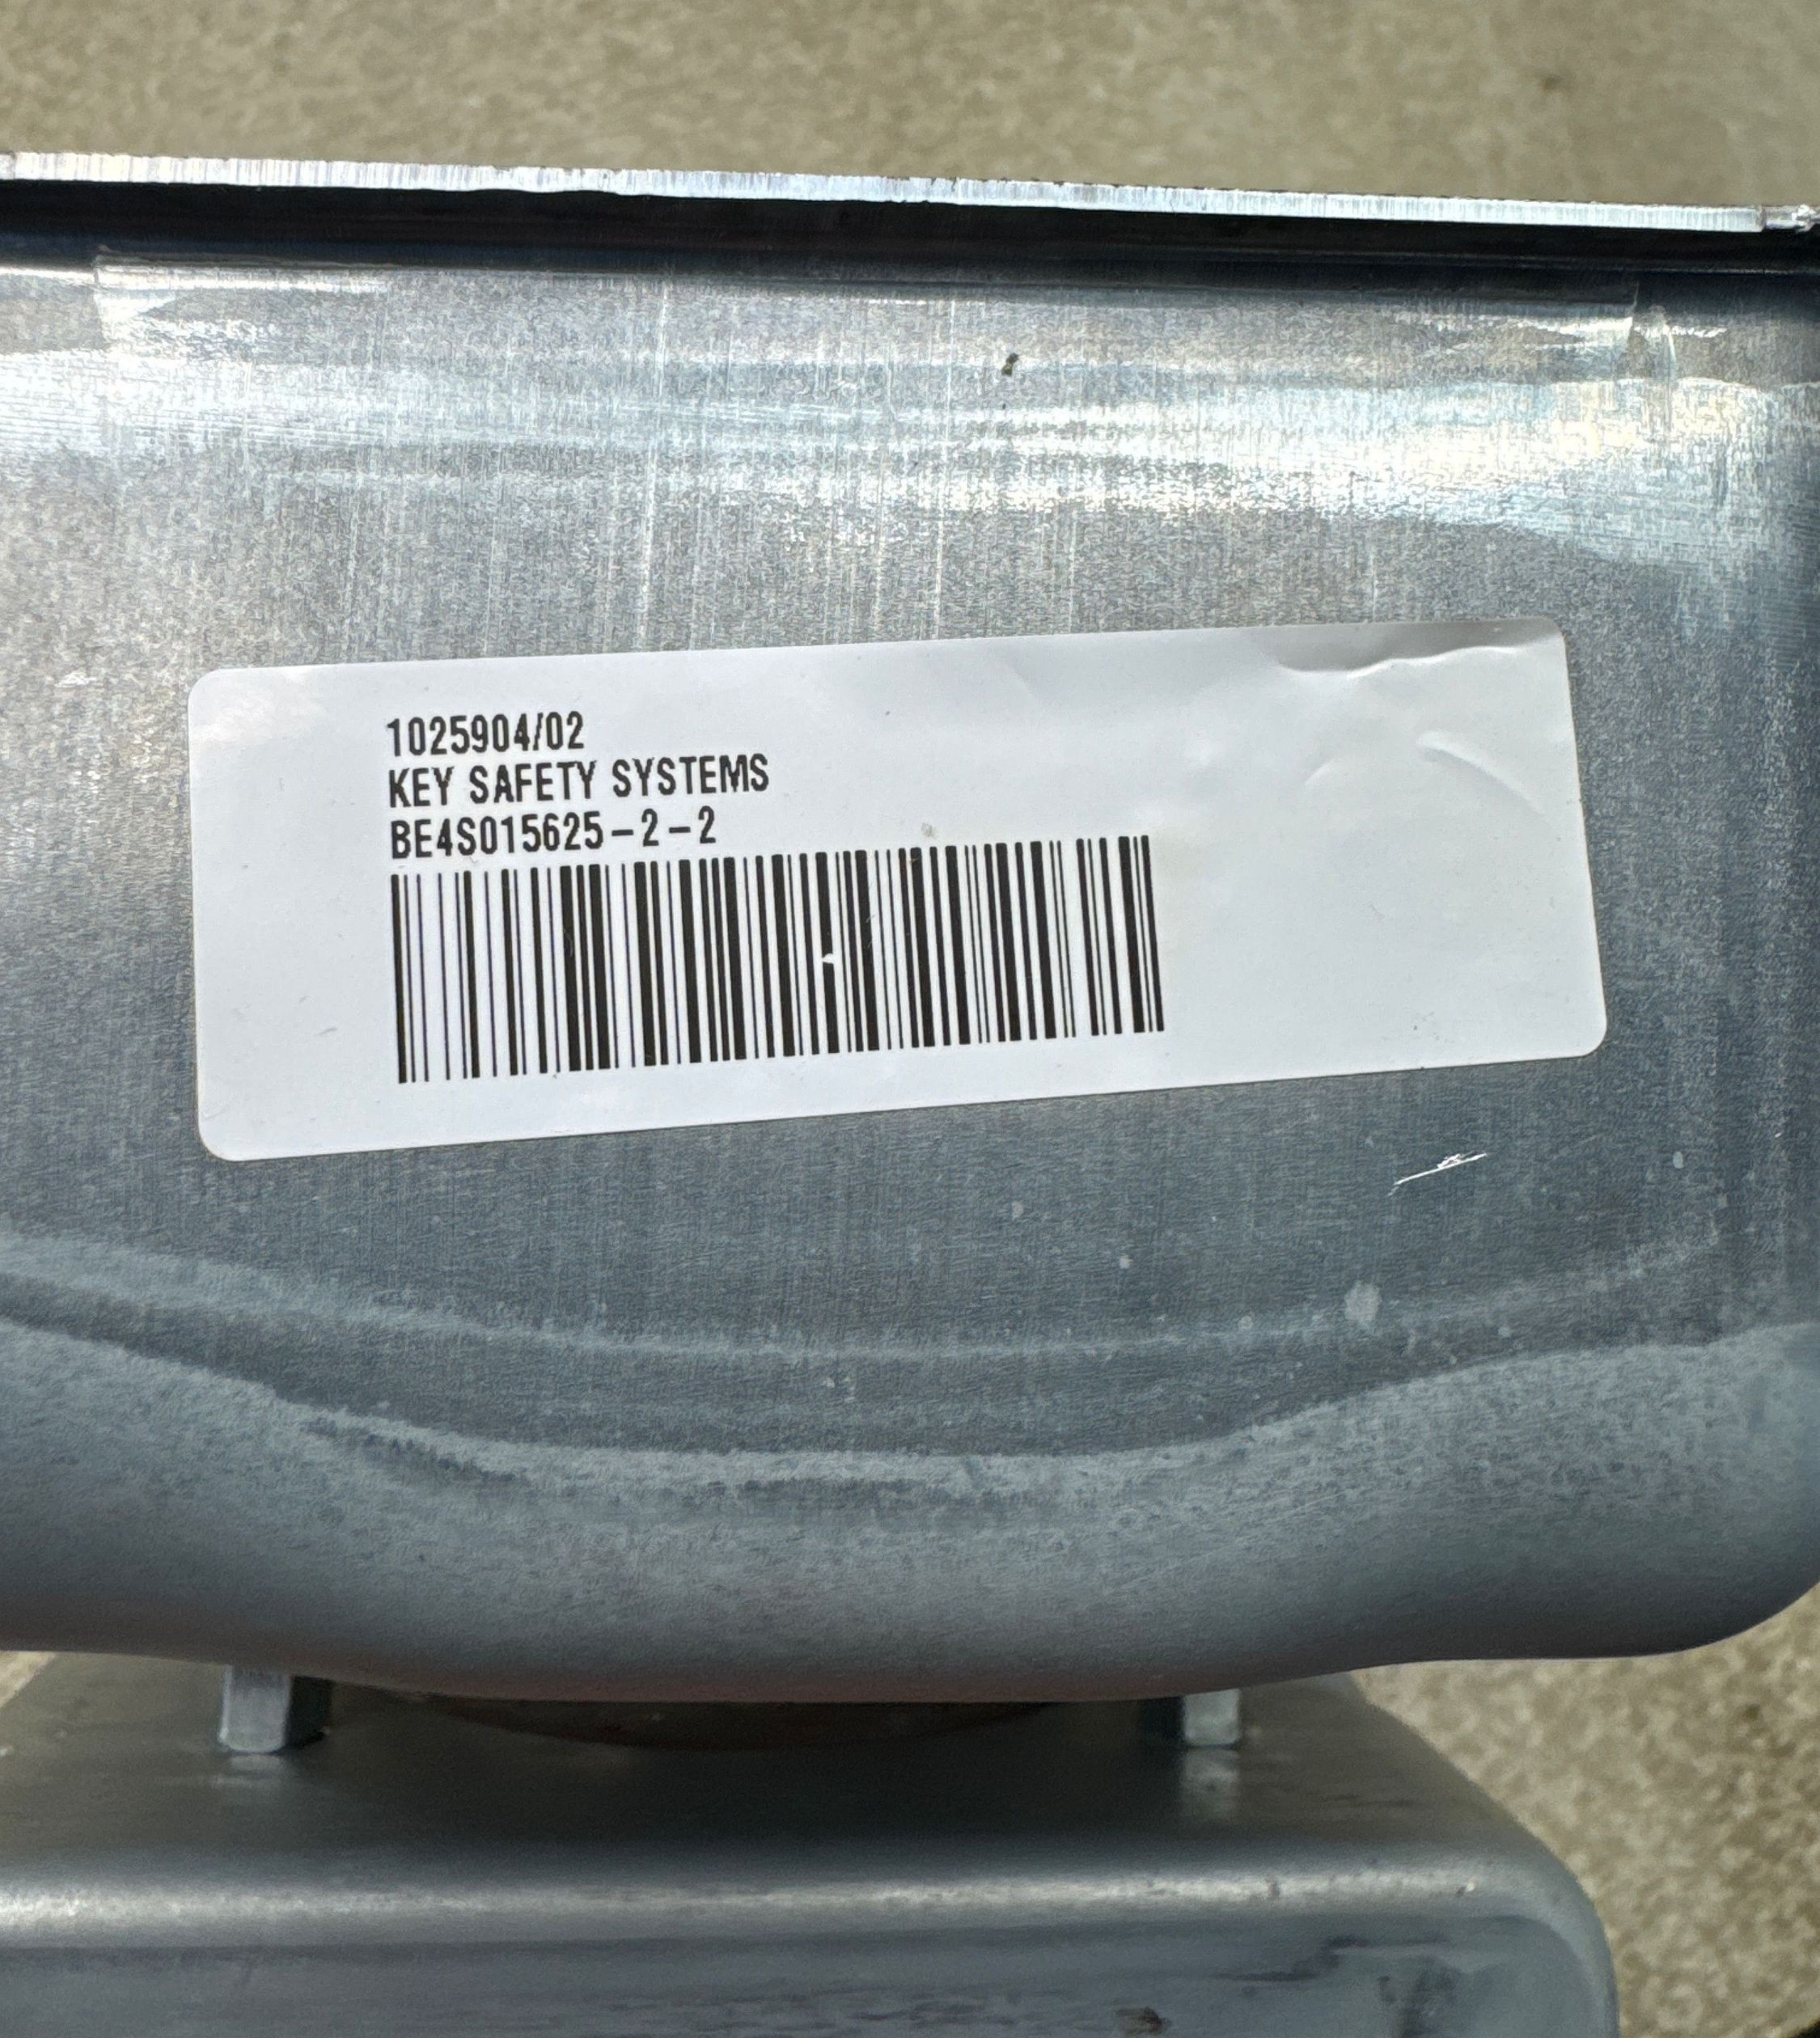 1025904/02
KEY SAFETY SYSTEMS
BE4S015625-2-2